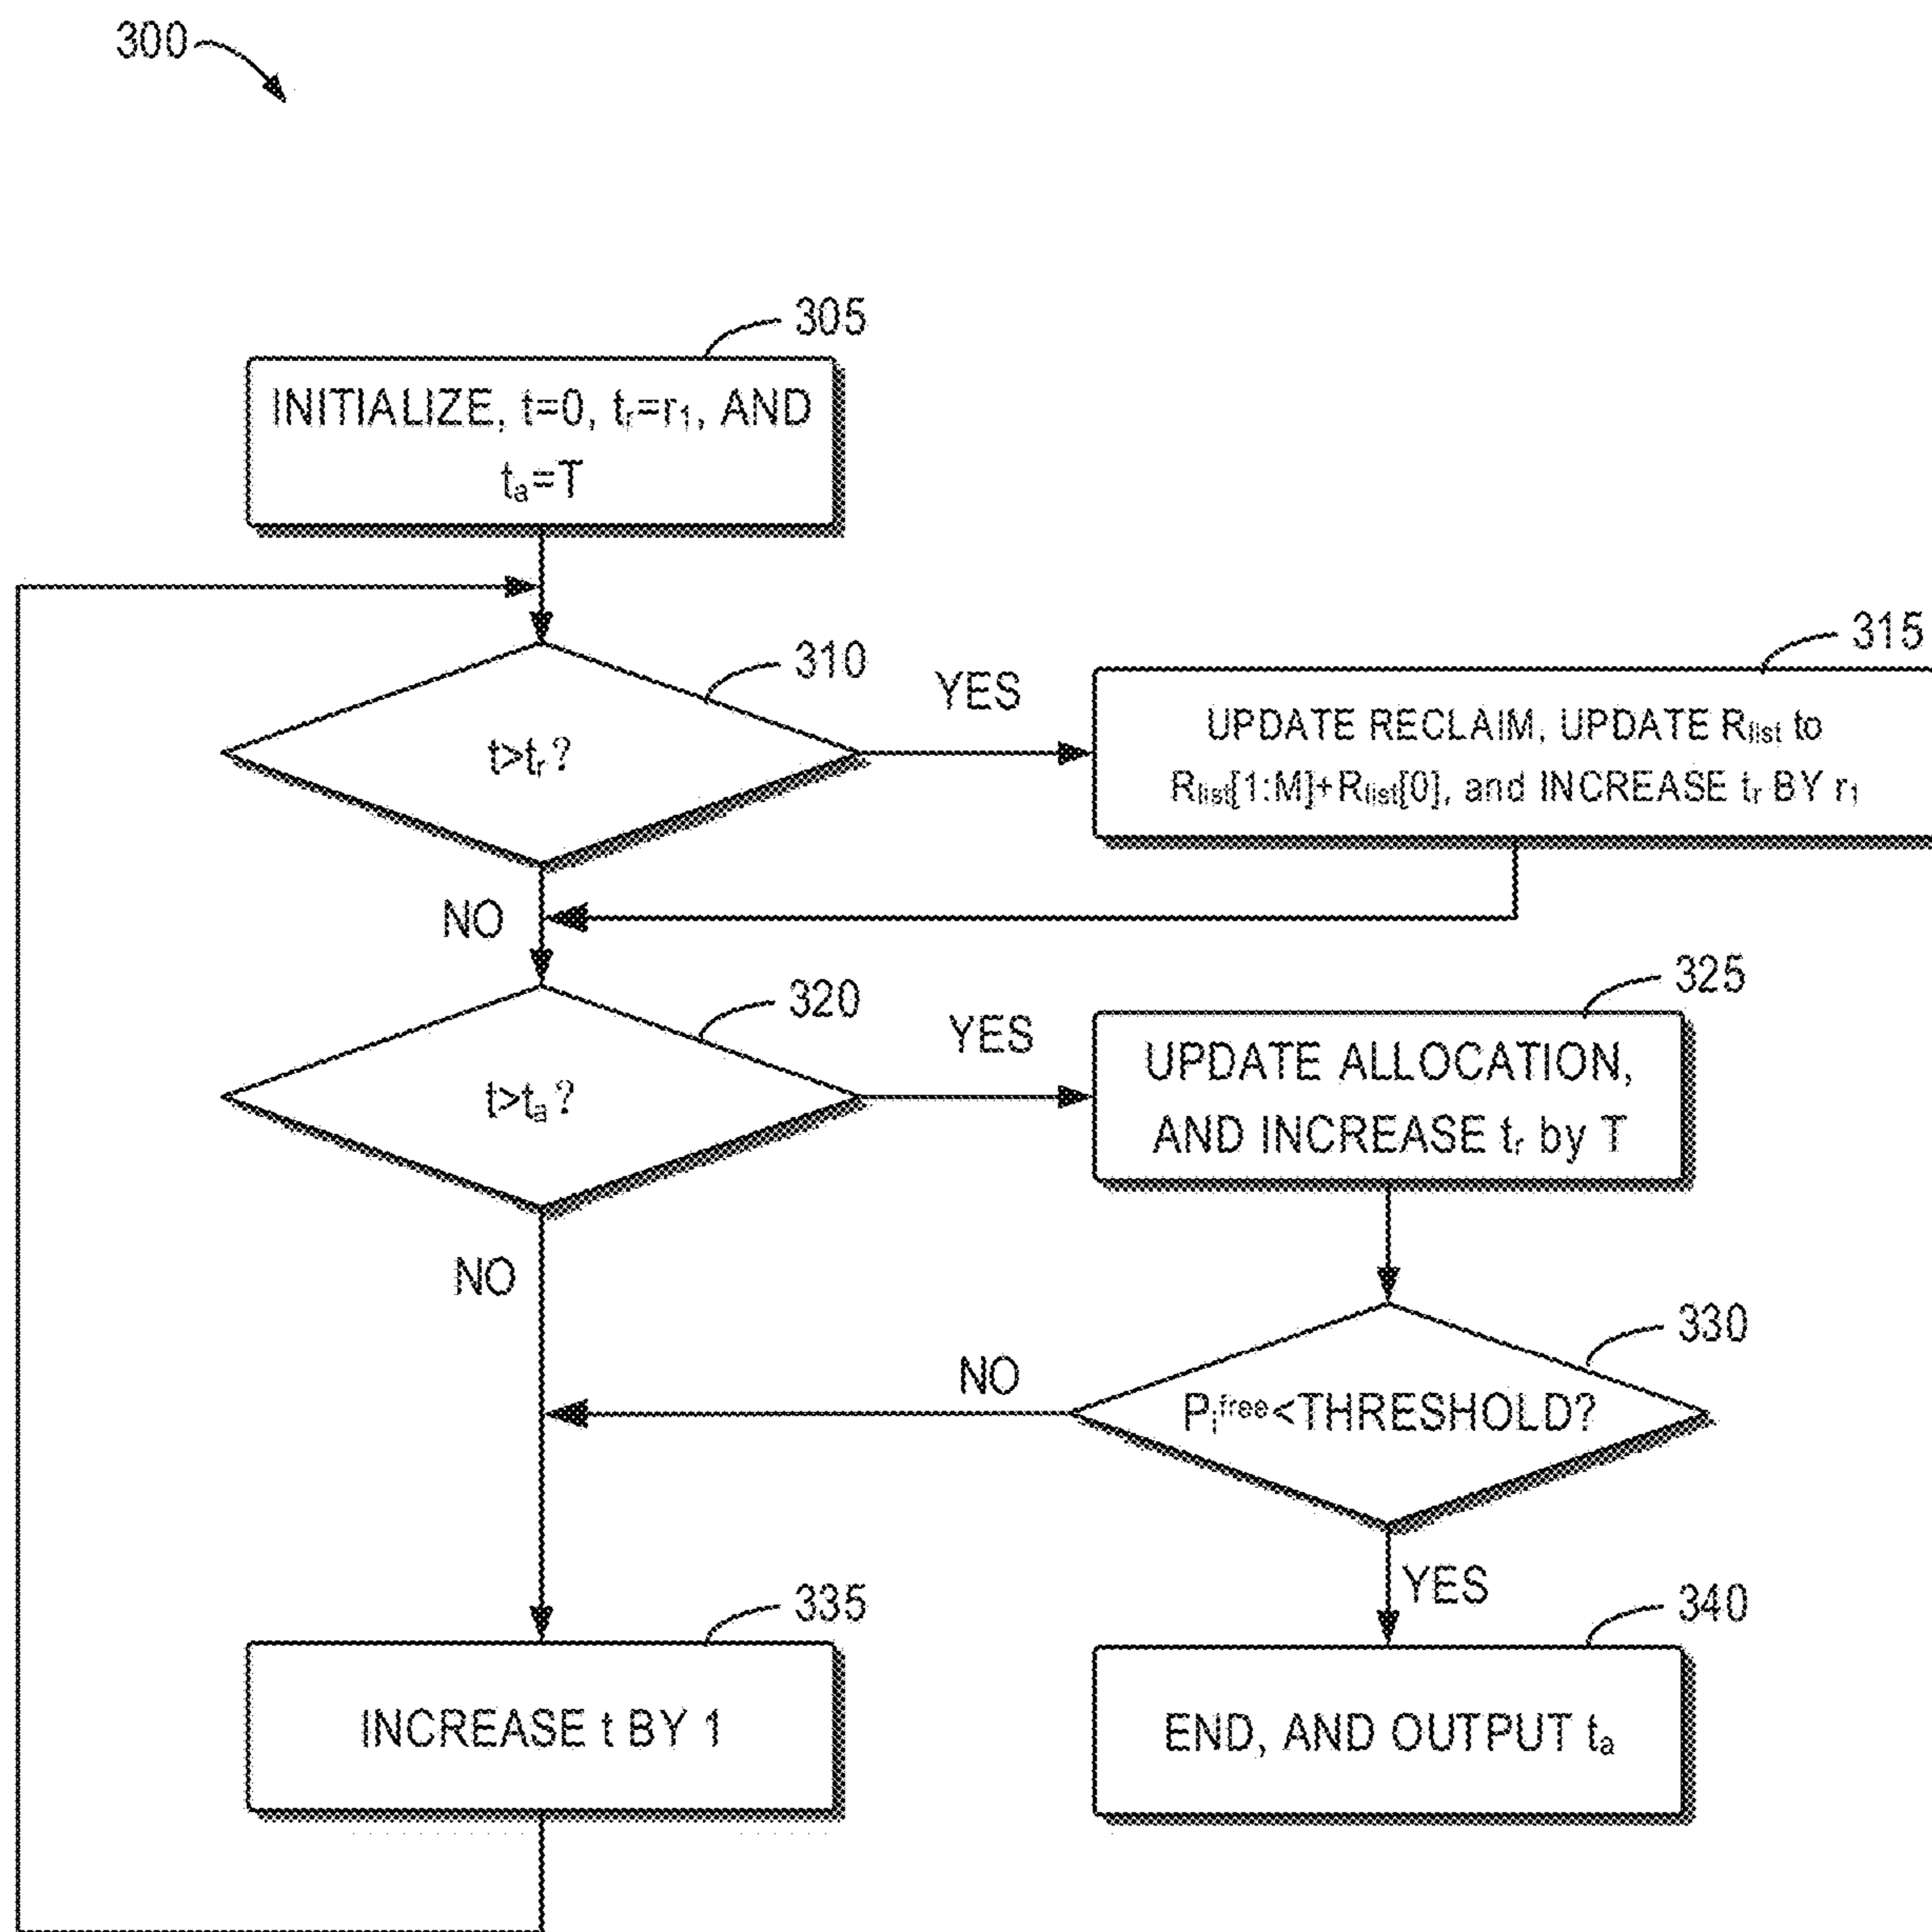 300
305
INITIALIZE, t=0, tᵣ=r₁, AND
tₐ=T
310
t>tᵣ?
YES
315
UPDATE RECLAIM, UPDATE Rlist to
Rlist[1:M]+Rlist[0], and INCREASE tᵣ BY r₁
NO
320
t>tₐ?
YES
325
UPDATE ALLOCATION,
AND INCREASE tᵣ by T
NO
330
Pᵢᶠʳᵉᵉ<THRESHOLD?
NO
YES
335
INCREASE t BY 1
340
END, AND OUTPUT tₐ